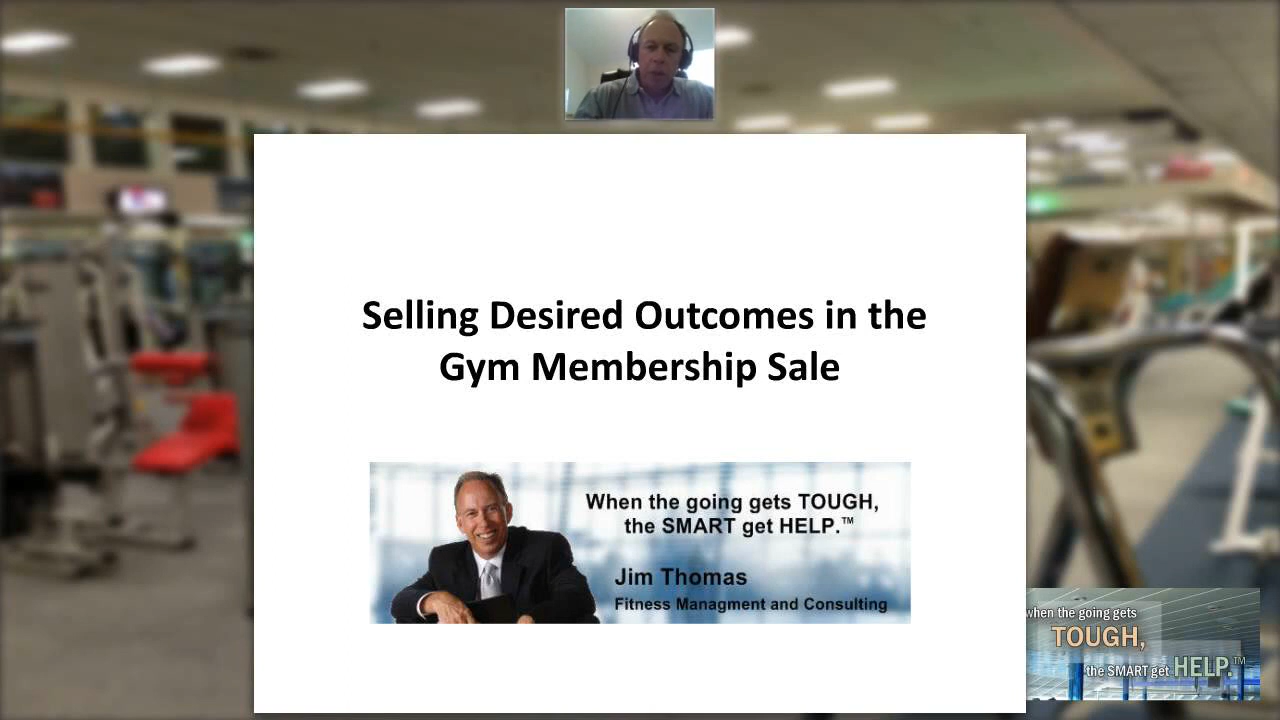 Selling Desired Outcomes in the
Gym Membership Sale
When the going gets TOUGH,
the SMART get HELP.™
Jim Thomas
Fitness Managment and Consulting
when the going gets
TOUGH,
the SMART get HELP.™